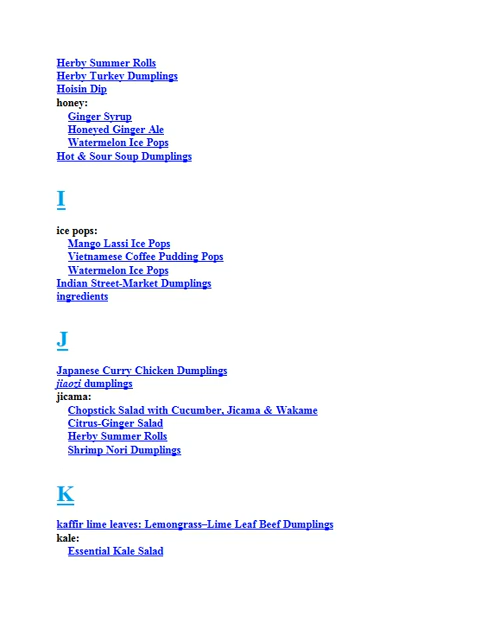 Herby Summer Rolls
Herby Turkey Dumplings
Hoisin Dip
honey:
Ginger Syrup
Honeyed Ginger Ale
Watermelon Ice Pops
Hot & Sour Soup Dumplings
I
ice pops:
Mango Lassi Ice Pops
Vietnamese Coffee Pudding Pops
Watermelon Ice Pops
Indian Street-Market Dumplings
ingredients
J
Japanese Curry Chicken Dumplings
jiaozi dumplings
jicama:
Chopstick Salad with Cucumber, Jicama & Wakame
Citrus-Ginger Salad
Herby Summer Rolls
Shrimp Nori Dumplings
K
kaffir lime leaves: Lemongrass–Lime Leaf Beef Dumplings
kale:
Essential Kale Salad